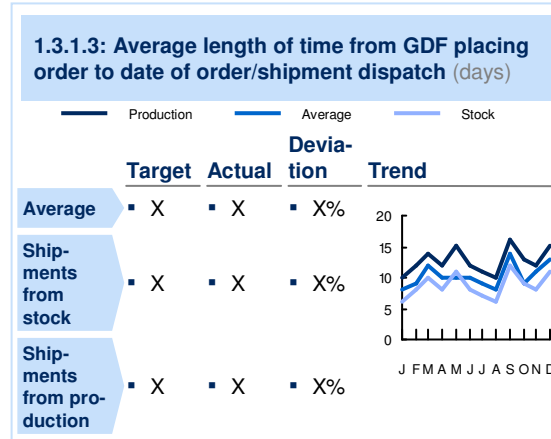 1.3.1.3: Average length of time from GDF placing
order to date of order/shipment dispatch (days)
Production Average Stock
Target Actual Devia-
tion Trend
Average ▪ X ▪ X ▪ X%
Ship-
ments
from
stock
▪ X ▪ X ▪ X%
Ship-
ments
from pro-
duction
▪ X ▪ X ▪ X%
20
15
10
5
0
J F M A M J J A S O N D